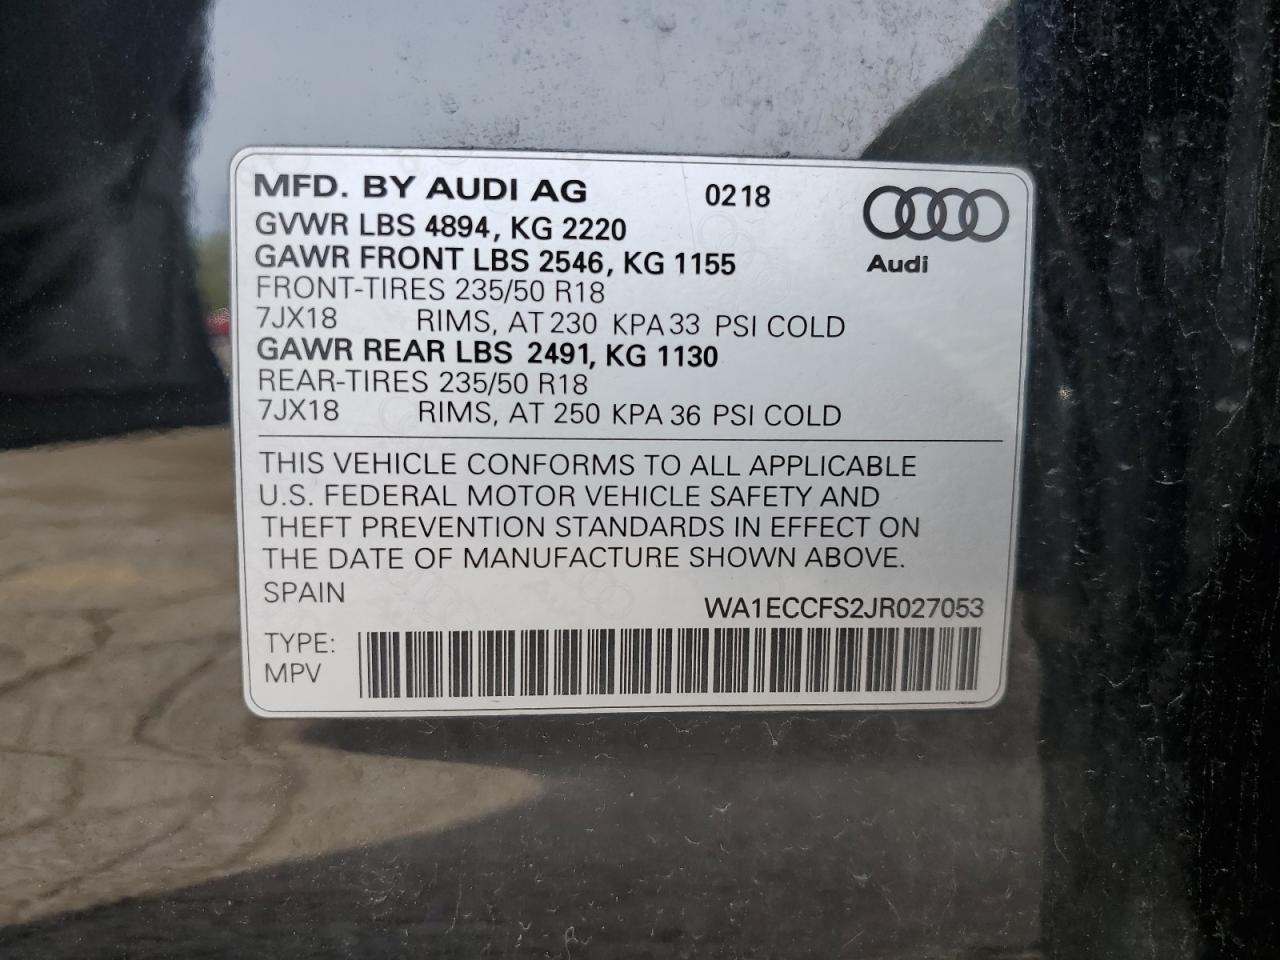 MFD. BY AUDI AG 0218
GVWR LBS 4894, KG 2220
GAWR FRONT LBS 2546, KG 1155
Audi
FRONT-TIRES 235/50 R18
7JX18 RIMS, AT 230 KPA 33 PSI COLD
GAWR REAR LBS 2491, KG 1130
REAR-TIRES 235/50 R18
7JX18 RIMS, AT 250 KPA 36 PSI COLD
THIS VEHICLE CONFORMS TO ALL APPLICABLE
U.S. FEDERAL MOTOR VEHICLE SAFETY AND
THEFT PREVENTION STANDARDS IN EFFECT ON
THE DATE OF MANUFACTURE SHOWN ABOVE.
SPAIN
WA1ECCFS2JR027053
TYPE:
MPV